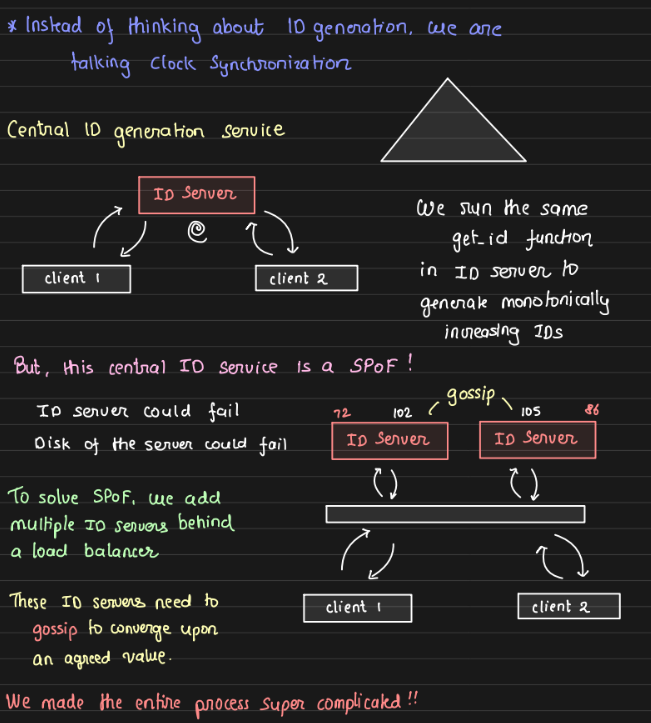 * Instead of thinking about ID generation, we are
talking Clock Synchronization
Central ID generation service
ID Server
client 1
client 2
We run the same
get_id function
in ID server to
generate monotonically
increasing IDs
But, this central ID Service is a SPoF!
ID server could fail
Disk of the server could fail
gossip
72
102
105
86
ID Server
ID Server
To solve SPoF, we add
multiple ID servers behind
a load balancer
These ID servers need to
gossip to converge upon
an agreed value.
client 1
client 2
We made the entire process super complicated!!